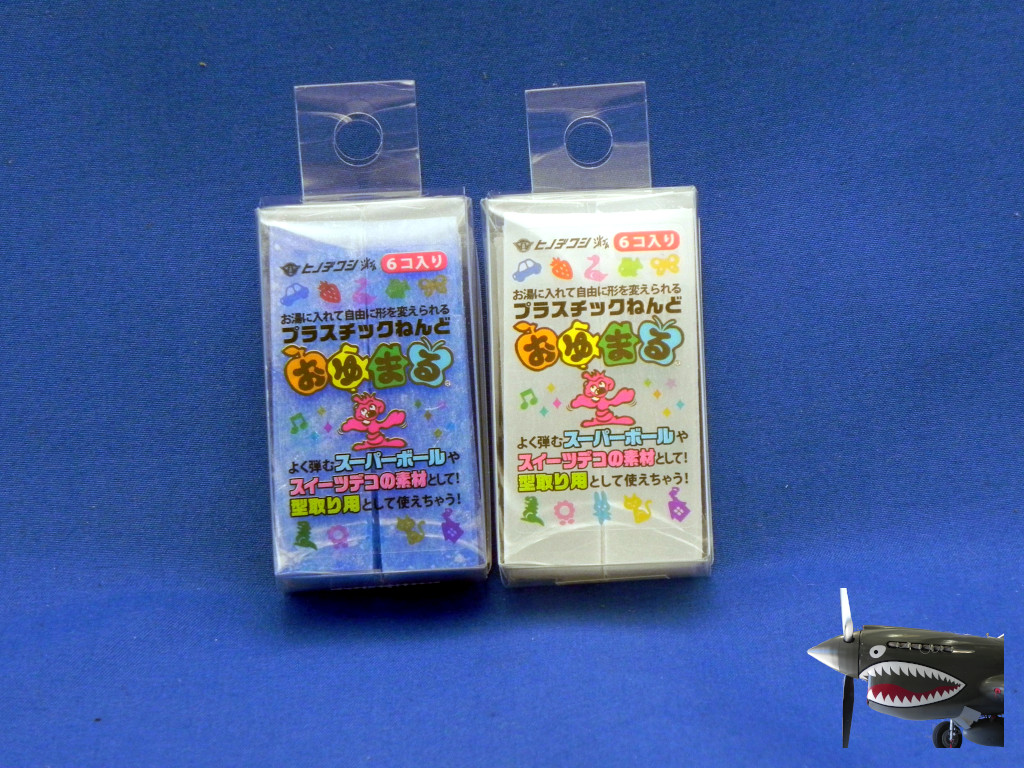 ヒノデワシ㈱ 6コ入り
お湯に入れて自由に形を変えられる
プラスチックねんど
おゆまる
よく弾むスーパーボールや
スイーツデコの素材として!
型取り用として使えちゃう!
ヒノデワシ㈱ 6コ入り
お湯に入れて自由に形を変えられる
プラスチックねんど
おゆまる
よく弾むスーパーボールや
スイーツデコの素材として!
型取り用として使えちゃう!